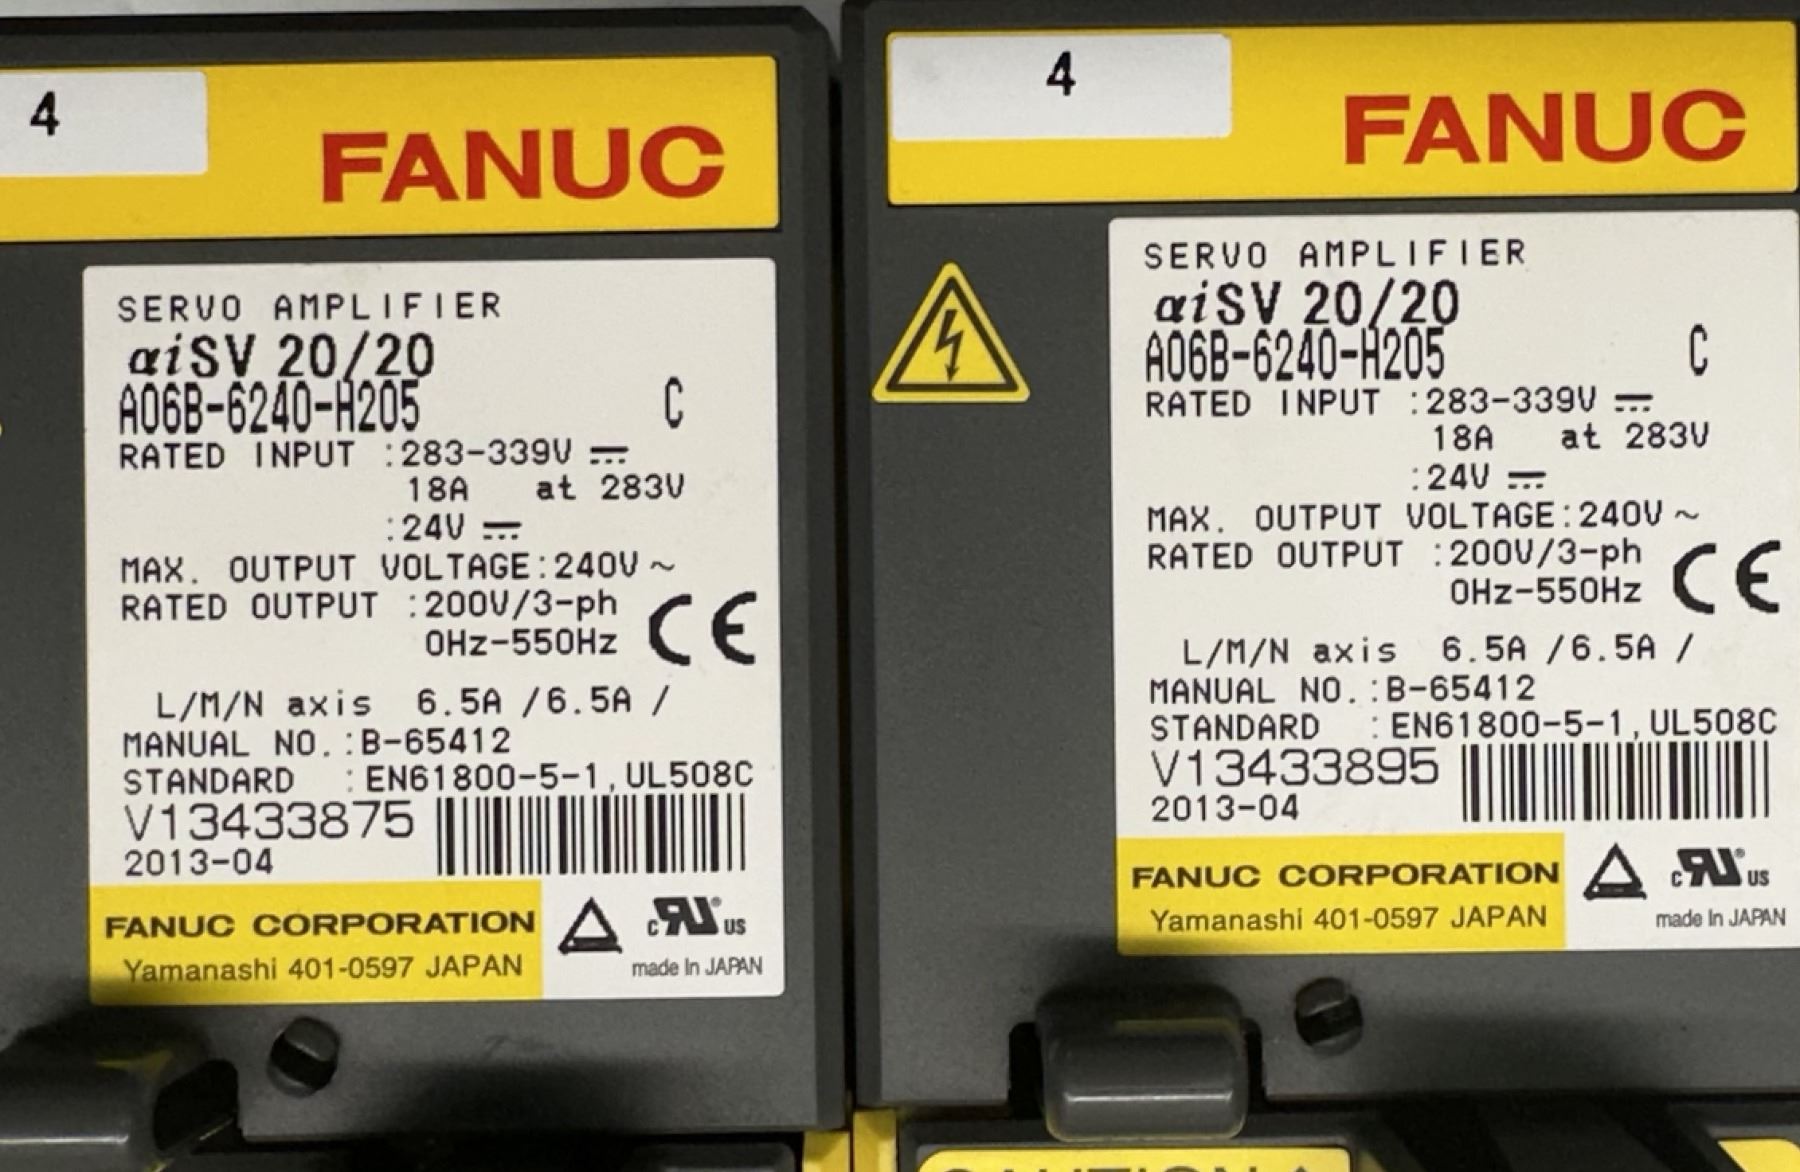 4
FANUC
SERVO AMPLIFIER
αiSV 20/20
A06B-6240-H205 C
RATED INPUT :283-339V ⎓
18A at 283V
:24V ⎓
MAX. OUTPUT VOLTAGE:240V~
RATED OUTPUT :200V/3-ph
0Hz-550Hz CE
L/M/N axis 6.5A /6.5A /
MANUAL NO.:B-65412
STANDARD :EN61800-5-1,UL508C
V13433875
2013-04
FANUC CORPORATION
Yamanashi 401-0597 JAPAN
c RU® US
made In JAPAN
4
FANUC
SERVO AMPLIFIER
αiSV 20/20
A06B-6240-H205 C
RATED INPUT :283-339V ⎓
18A at 283V
:24V ⎓
MAX. OUTPUT VOLTAGE:240V~
RATED OUTPUT :200V/3-ph
0Hz-550Hz CE
L/M/N axis 6.5A /6.5A /
MANUAL NO.:B-65412
STANDARD :EN61800-5-1,UL508C
V13433895
2013-04
FANUC CORPORATION
Yamanashi 401-0597 JAPAN
c RU® US
made In JAPAN
CAUTION